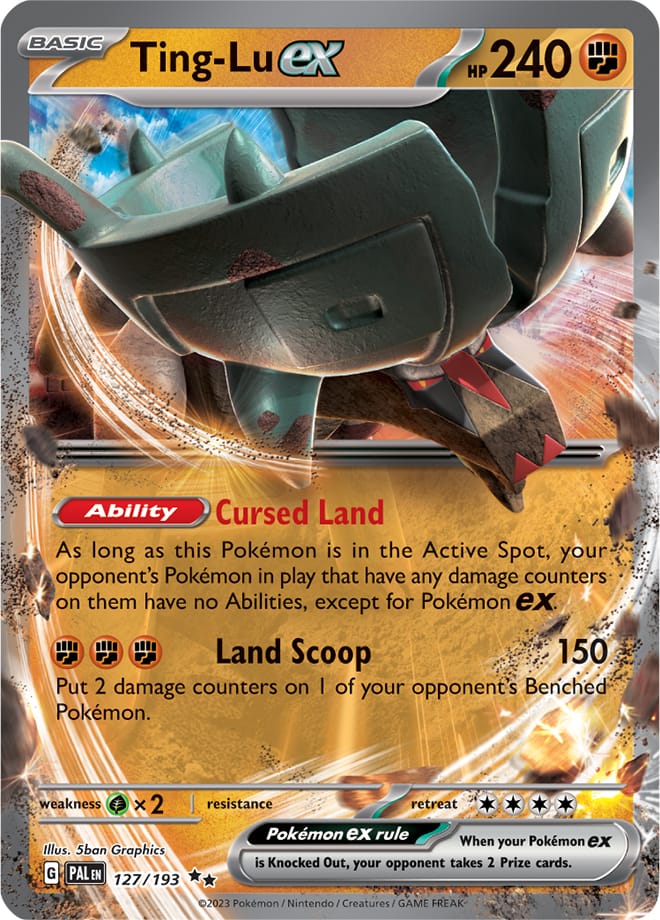 BASIC
Ting-Lu ex
HP 240
Ability Cursed Land
As long as this Pokémon is in the Active Spot, your
opponent's Pokémon in play that have any damage counters
on them have no Abilities, except for Pokémon ex.
Land Scoop 150
Put 2 damage counters on 1 of your opponent's Benched
Pokémon.
weakness ×2 resistance retreat
Illus. 5ban Graphics
Pokémon ex rule When your Pokémon ex
is Knocked Out, your opponent takes 2 Prize cards.
G PAL EN 127/193
©2023 Pokémon / Nintendo / Creatures / GAME FREAK